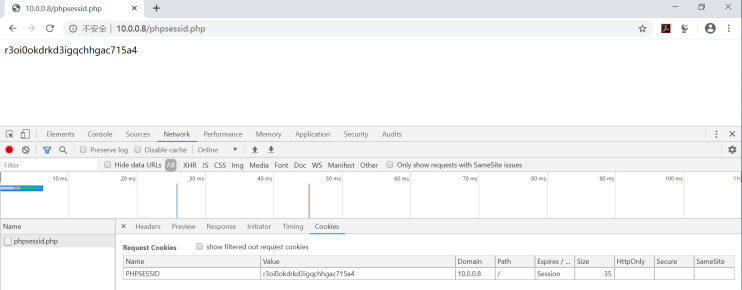 10.0.0.8/phpsessid.php
不安全 | 10.0.0.8/phpsessid.php
r3oi0okdrkd3igqchhgac715a4
Elements Console Sources Network Performance Memory Application Security Audits
Preserve log Disable cache Online
Filter Hide data URLs All XHR JS CSS Img Media Font Doc WS Manifest Other Only show requests with SameSite issues
10 ms 20 ms 30 ms 40 ms 50 ms 60 ms 70 ms 80 ms 90 ms 100 ms
Name Headers Preview Response Initiator Timing Cookies
phpsessid.php
Request Cookies show filtered out request cookies
Name Value Domain Path Expires / ... Size HttpOnly Secure SameSite
PHPSESSID r3oi0okdrkd3igqchhgac715a4 10.0.0.8 / Session 35